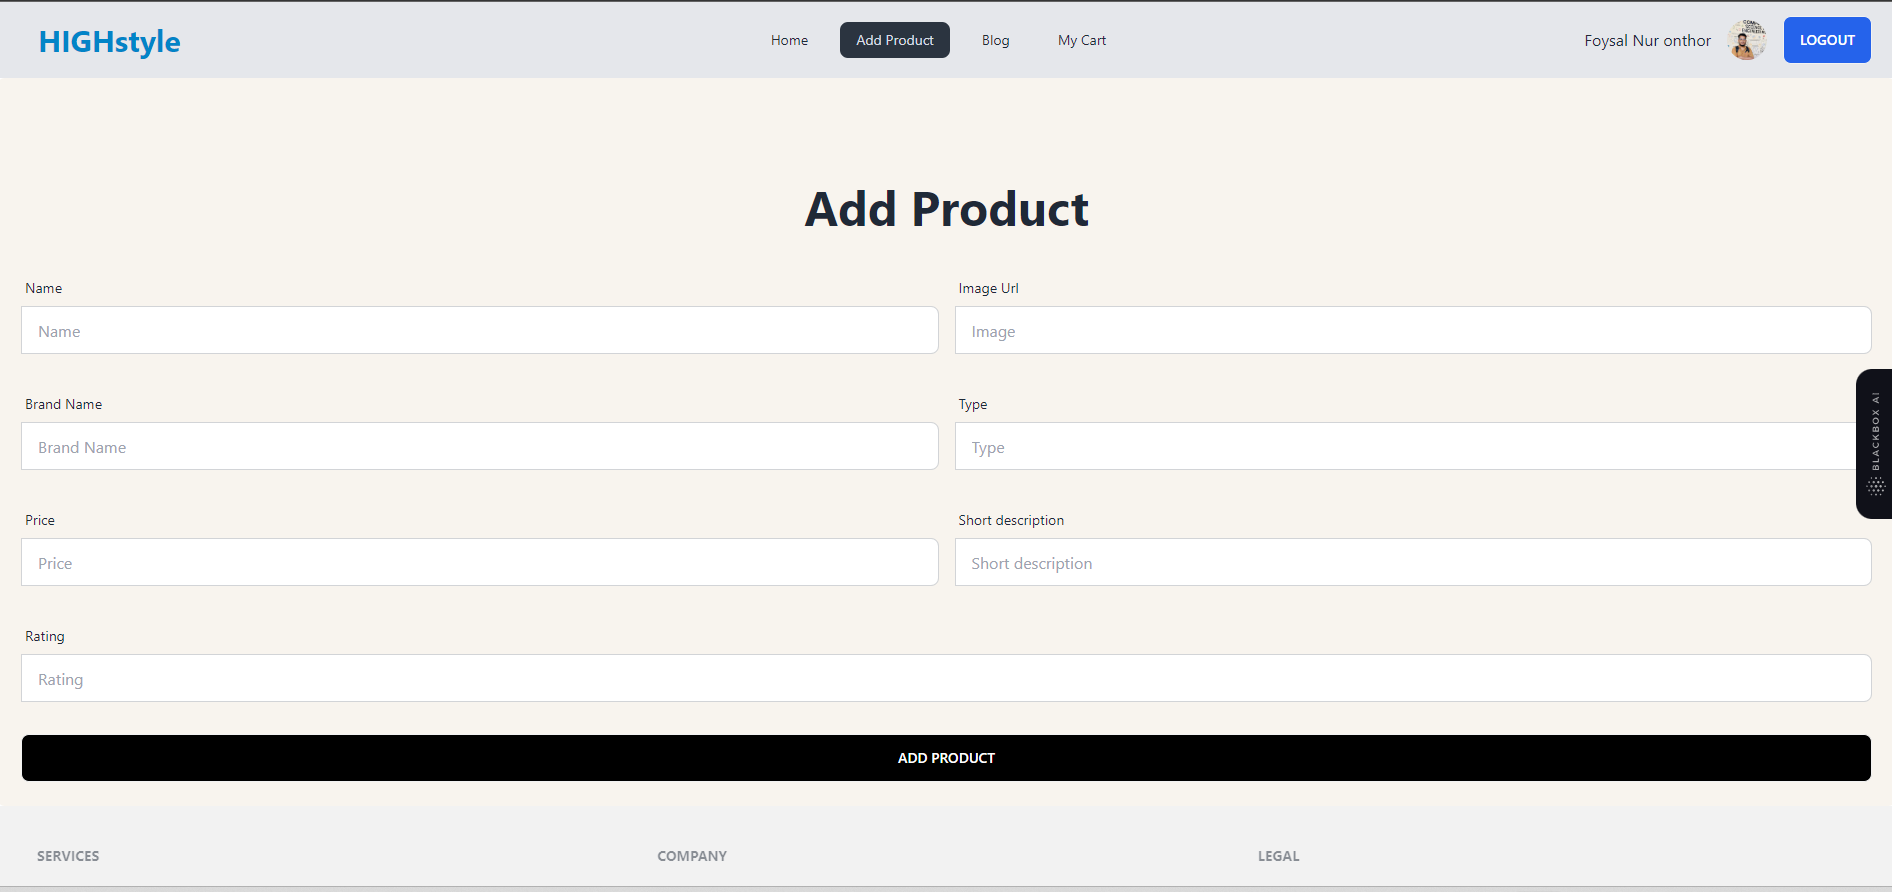 HIGHstyle
Home
Add Product
Blog
My Cart
Foysal Nur onthor
LOGOUT
Add Product
Name
Image Url
Name
Image
Brand Name
Type
Brand Name
Type
BLACKBOX AI
Price
Short description
Price
Short description
Rating
Rating
ADD PRODUCT
SERVICES
COMPANY
LEGAL